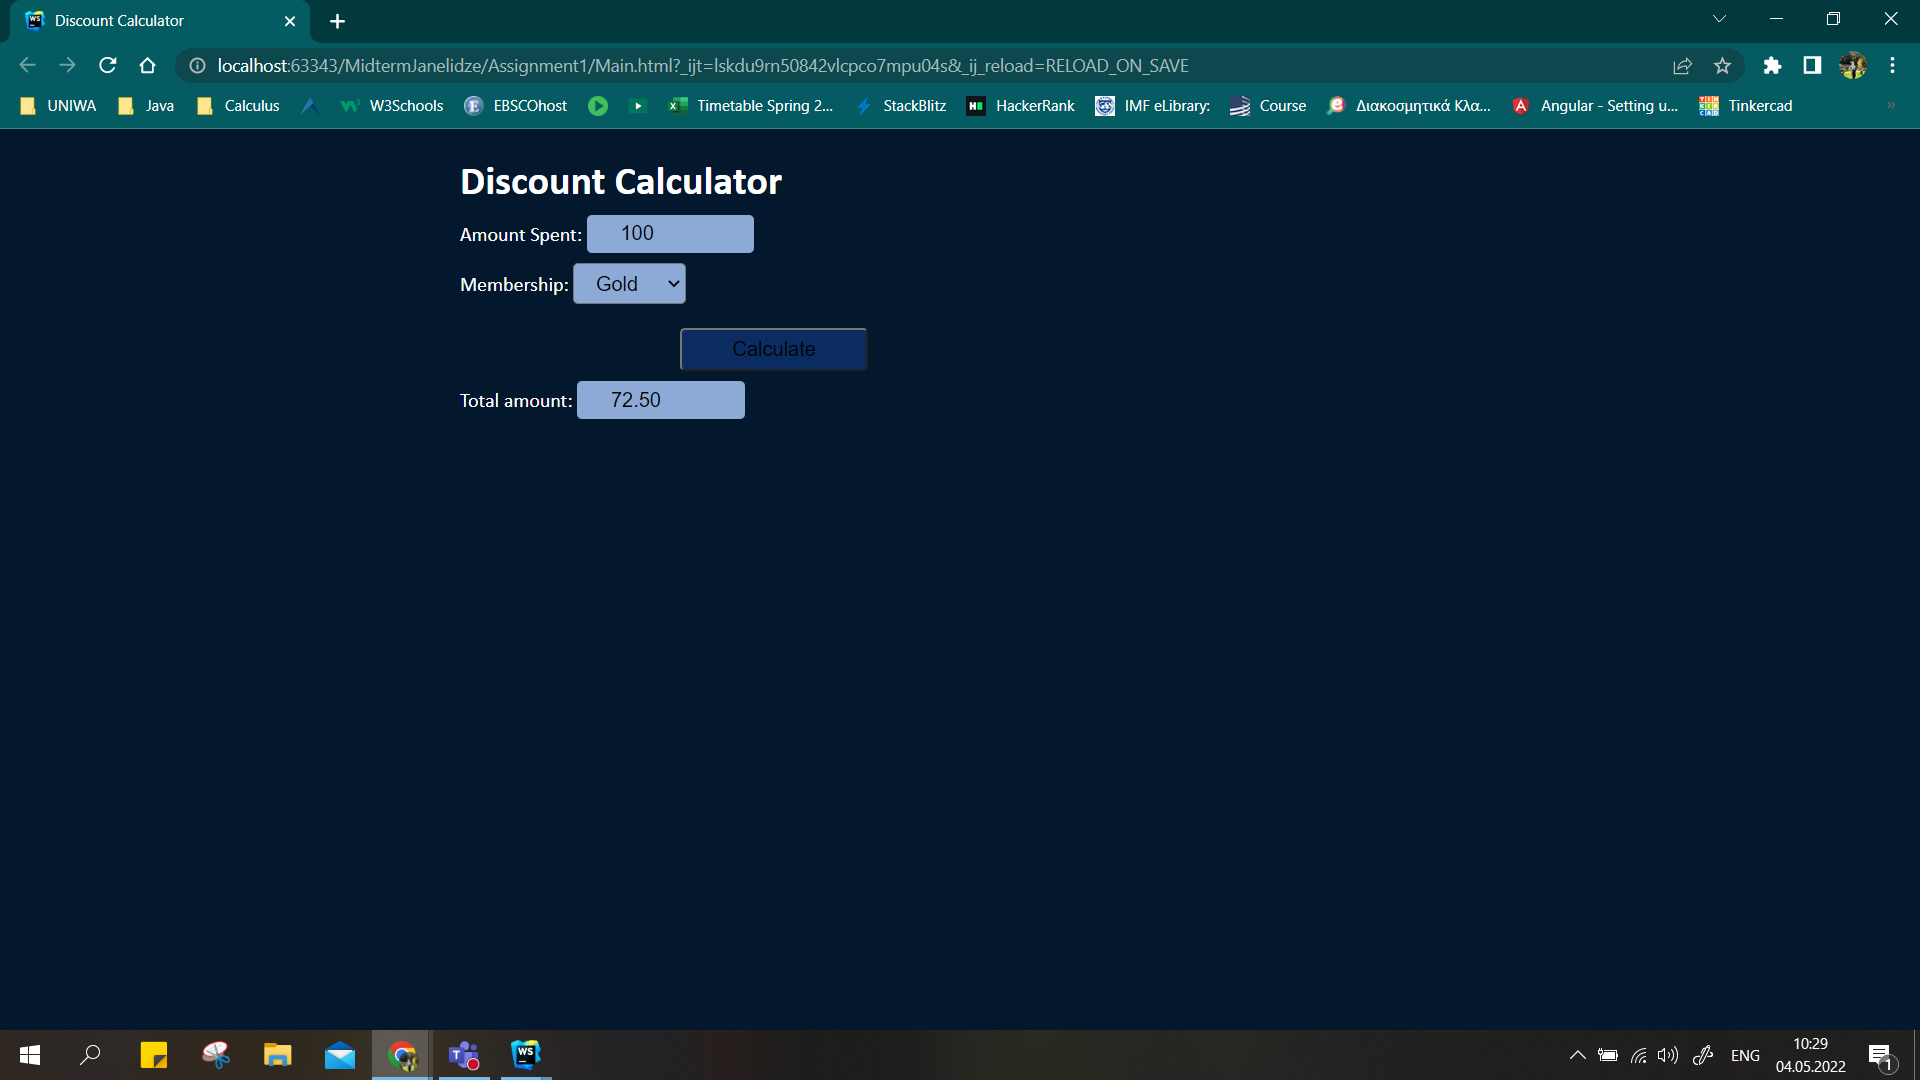 Discount Calculator
localhost:63343/MidtermJanelidze/Assignment1/Main.html?_ijt=lskdu9rn50842vlcpco7mpu04s&_ij_reload=RELOAD_ON_SAVE
UNIWA Java Calculus W3Schools EBSCOhost Timetable Spring 2... StackBlitz HackerRank IMF eLibrary: Course Διακοσμητικά Κλα... Angular - Setting u... Tinkercad
Discount Calculator
Amount Spent: 100
Membership: Gold
Calculate
Total amount: 72.50
ENG
10:29
04.05.2022
1